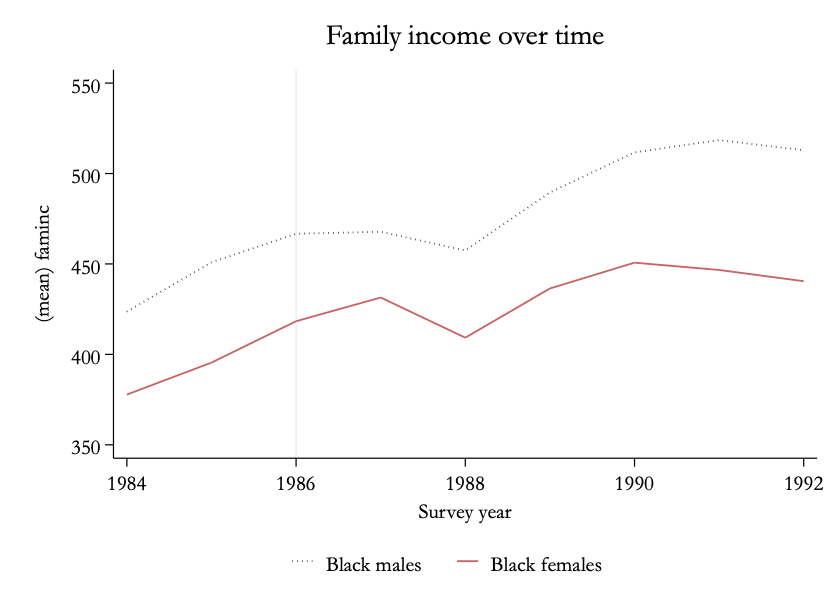 Family income over time
550
500
450
400
350
(mean) faminc
1984 1986 1988 1990 1992
Survey year
Black males Black females